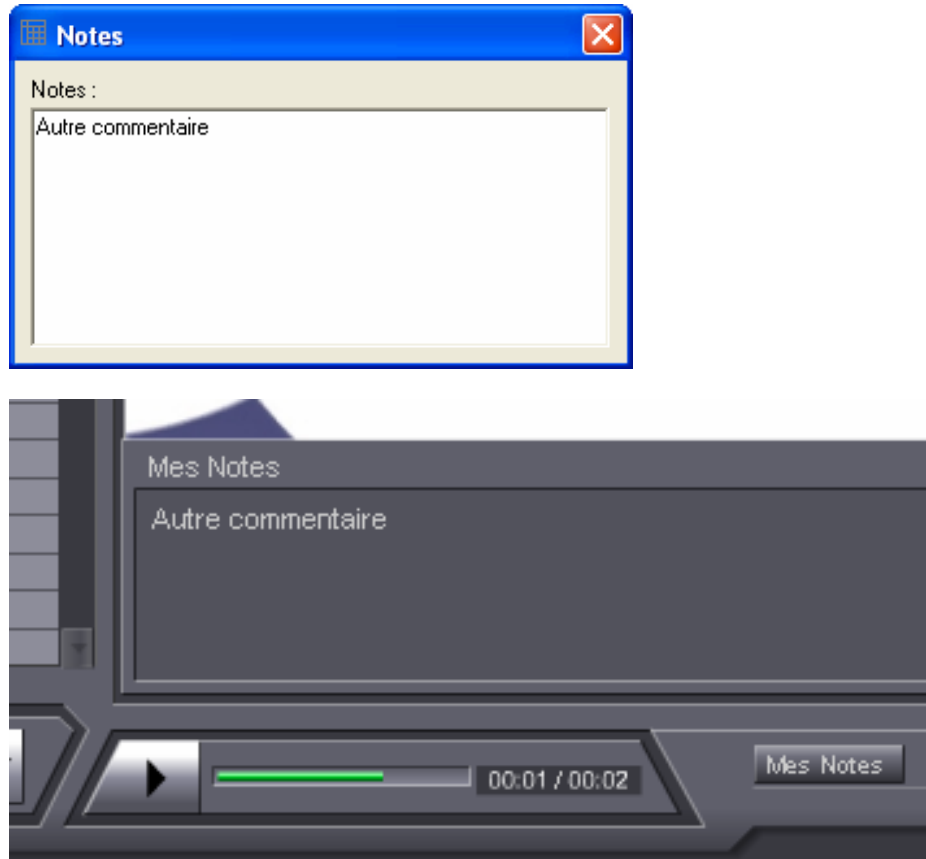 Notes
Notes :
Autre commentaire
Mes Notes
Autre commentaire
00:01 / 00:02
Mes Notes